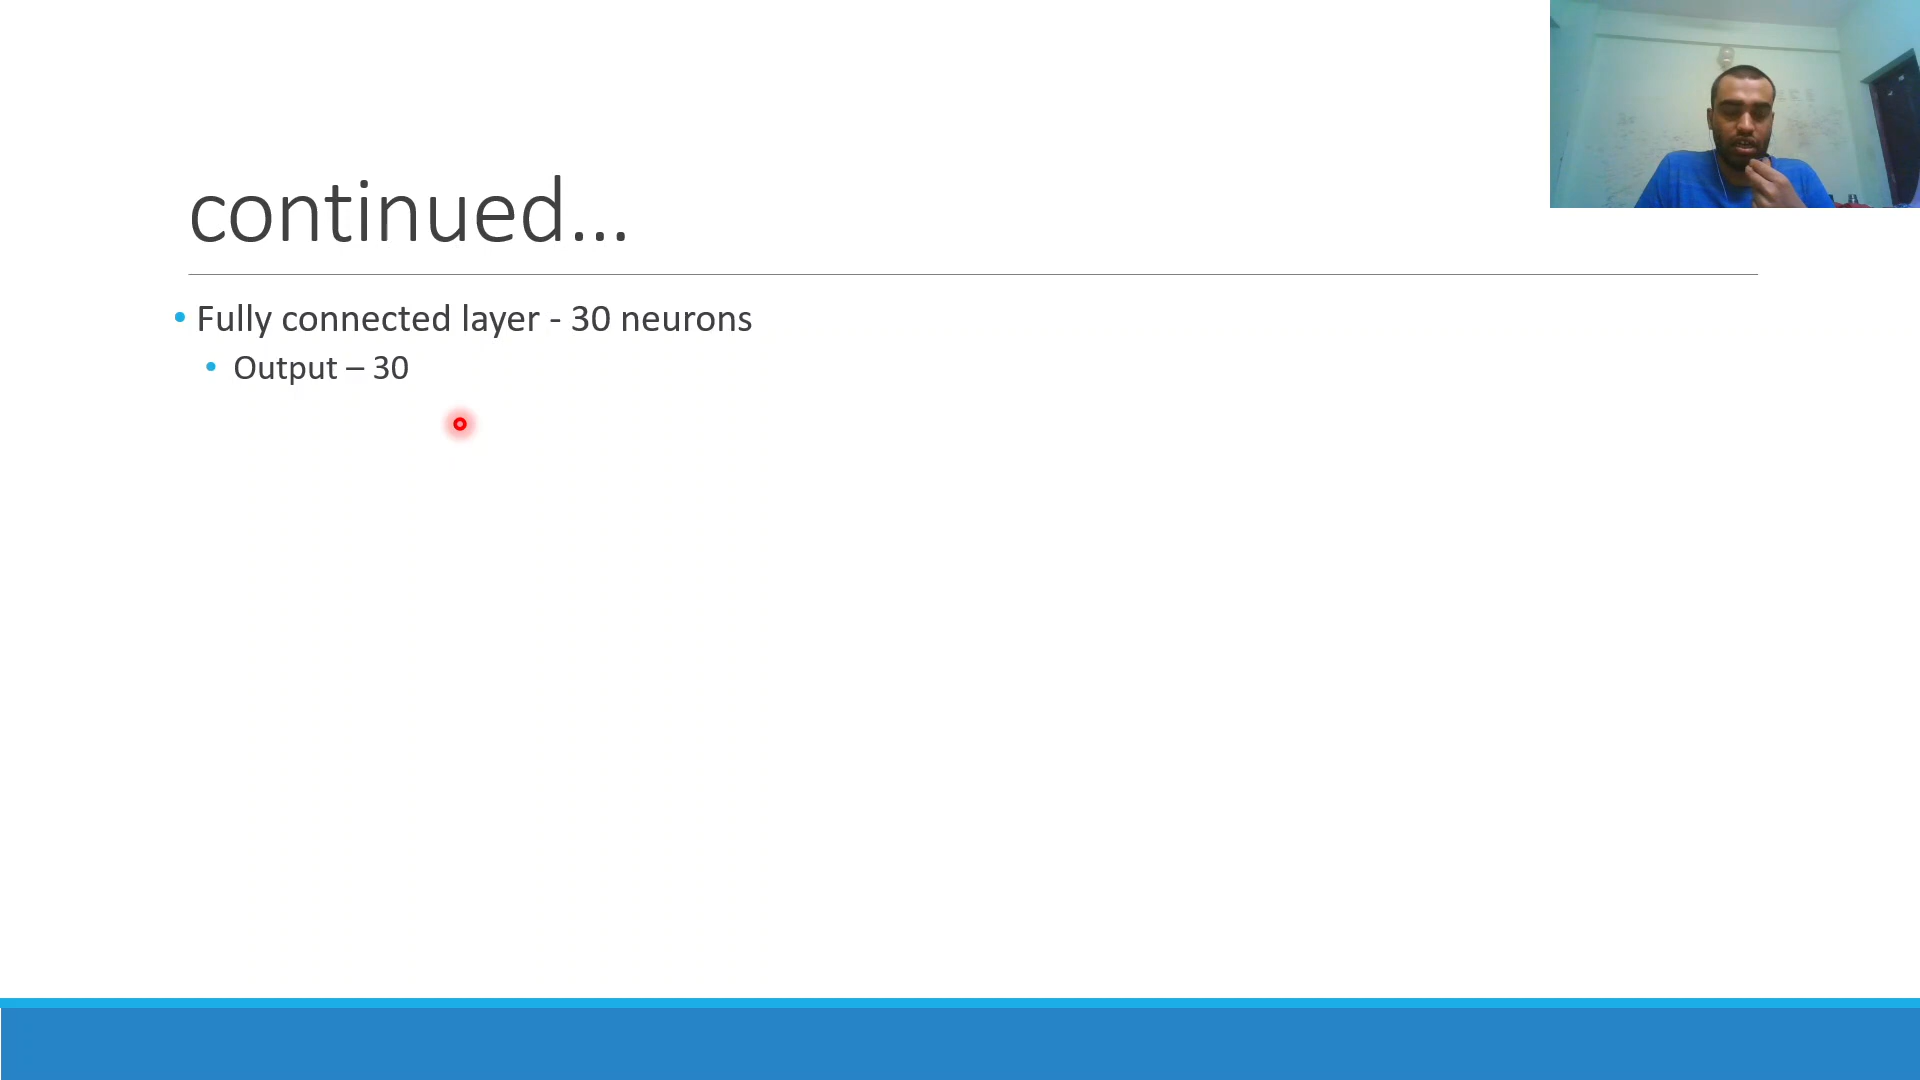 continued...
• Fully connected layer - 30 neurons
• Output – 30